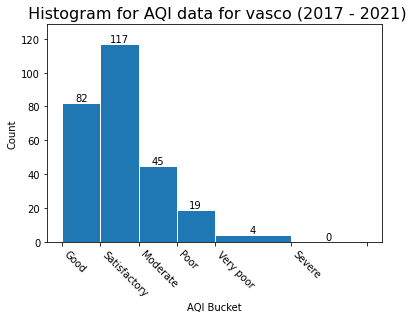 Histogram for AQI data for vasco (2017 - 2021)
120
100
80
60
40
20
0
Count
82
117
45
19
4
0
Good
Satisfactory
Moderate
Poor
Very poor
Severe
AQI Bucket